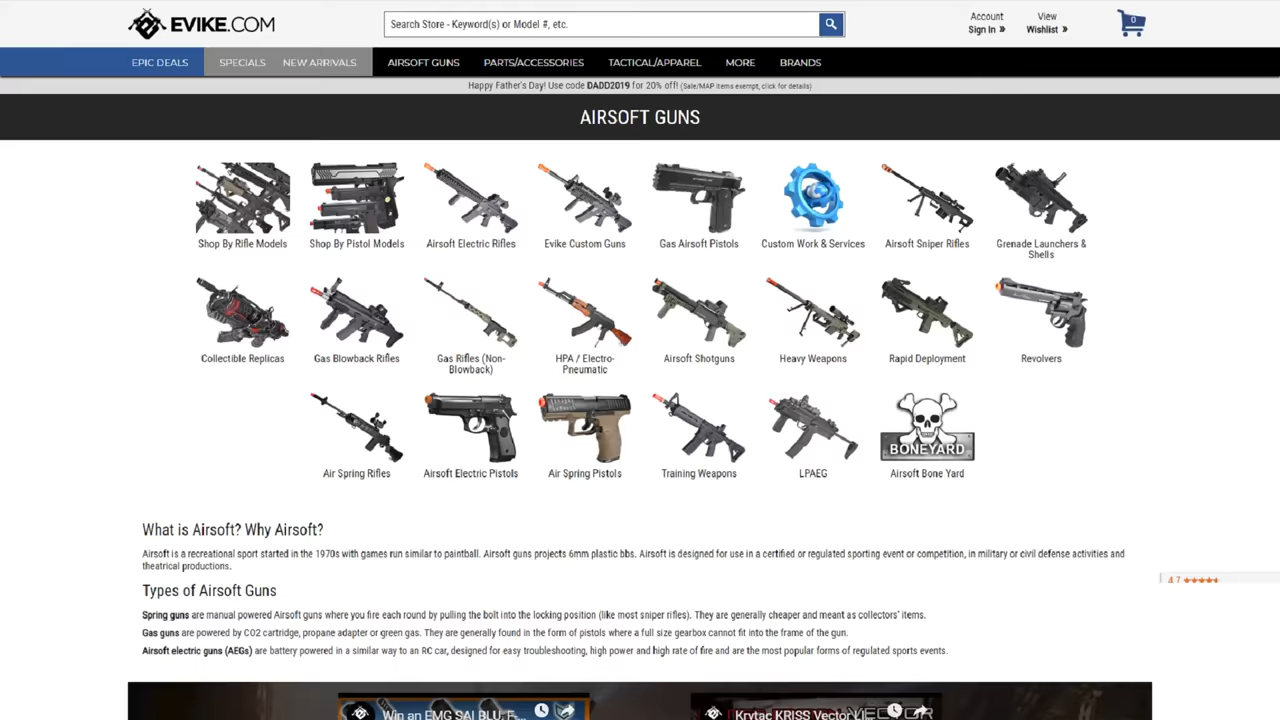 EVIKE.COM
Search Store - Keyword(s) or Model #, etc.
Account
Sign In »
View
Wishlist »
0
EPIC DEALS
SPECIALS
NEW ARRIVALS
AIRSOFT GUNS
PARTS/ACCESSORIES
TACTICAL/APPAREL
MORE
BRANDS
Happy Father's Day! Use code DADD2019 for 20% off! (Sale/MAP items exempt, click for details)
AIRSOFT GUNS
Shop By Rifle Models
Shop By Pistol Models
Airsoft Electric Rifles
Evike Custom Guns
Gas Airsoft Pistols
Custom Work & Services
Airsoft Sniper Rifles
Grenade Launchers &
Shells
Collectible Replicas
Gas Blowback Rifles
Gas Rifles (Non-
Blowback)
HPA / Electro-
Pneumatic
Airsoft Shotguns
Heavy Weapons
Rapid Deployment
Revolvers
BONEYARD
Air Spring Rifles
Airsoft Electric Pistols
Air Spring Pistols
Training Weapons
LPAEG
Airsoft Bone Yard
What is Airsoft? Why Airsoft?
Airsoft is a recreational sport started in the 1970s with games run similar to paintball. Airsoft guns projects 6mm plastic bbs. Airsoft is designed for use in a certified or regulated sporting event or competition, in military or civil defense activities and
theatrical productions.
4.7
Types of Airsoft Guns
Spring guns are manual powered Airsoft guns where you fire each round by pulling the bolt into the locking position (like most sniper rifles). They are generally cheaper and meant as collectors' items.
Gas guns are powered by CO2 cartridge, propane adapter or green gas. They are generally found in the form of pistols where a full size gearbox cannot fit into the frame of the gun.
Airsoft electric guns (AEGs) are battery powered in a similar way to an RC car, designed for easy troubleshooting, high power and high rate of fire and are the most popular forms of regulated sports events.
Win an EMG SAI BLU, F-...
Krytac KRISS Vector